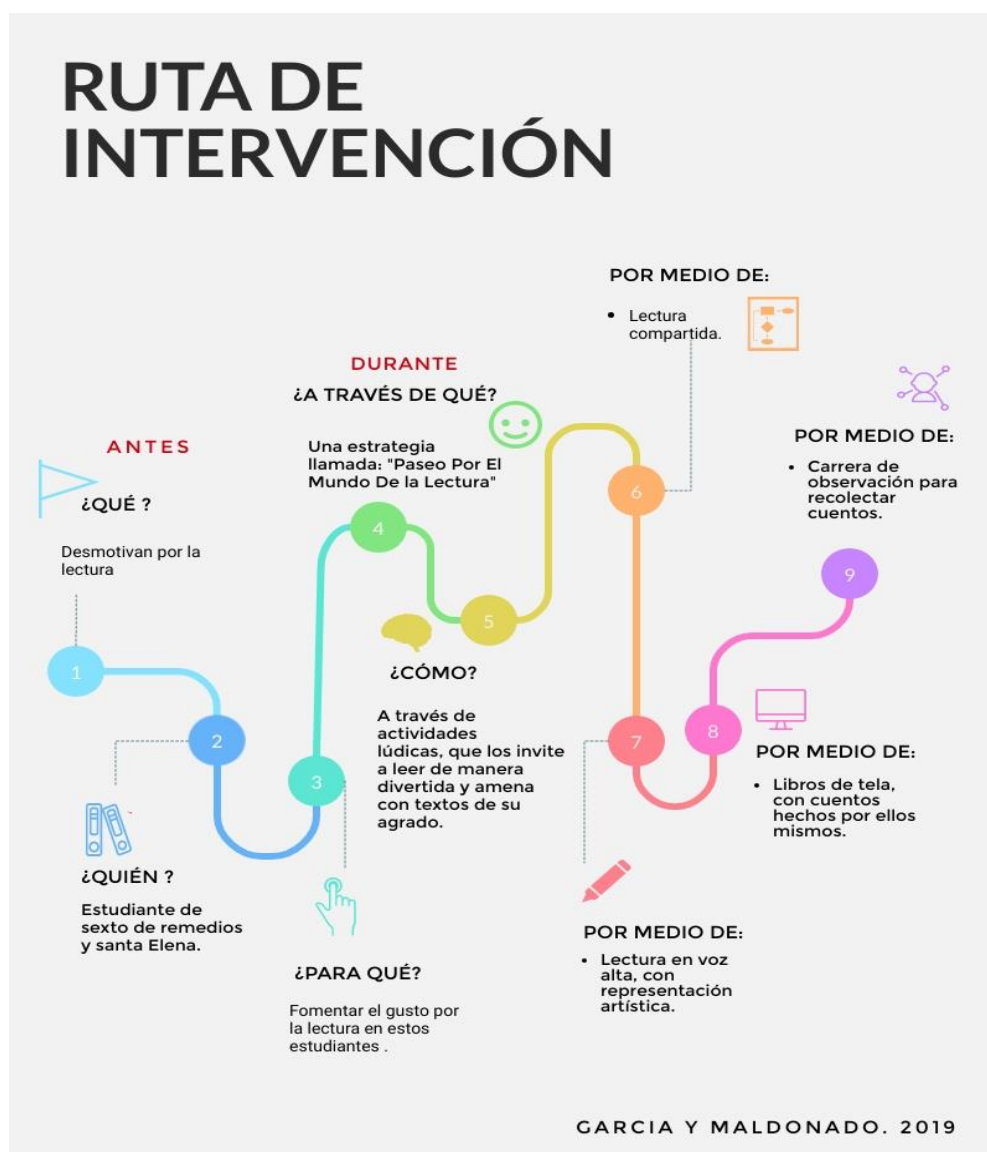 RUTA DE
INTERVENCIÓN
ANTES
¿QUÉ ?
Desmotivan por la
lectura
1
2
¿QUIÉN ?
Estudiante de
sexto de remedios
y santa Elena.
3
¿PARA QUÉ?
Fomentar el gusto por
la lectura en estos
estudiantes .
DURANTE
¿A TRAVÉS DE QUÉ?
Una estrategia
llamada: "Paseo Por El
Mundo De la Lectura"
4
5
¿CÓMO?
A través de
actividades
lúdicas, que los invite
a leer de manera
divertida y amena
con textos de su
agrado.
POR MEDIO DE:
• Lectura
compartida.
6
7
POR MEDIO DE:
• Lectura en voz
alta, con
representación
artística.
8
POR MEDIO DE:
• Libros de tela,
con cuentos
hechos por ellos
mismos.
POR MEDIO DE:
• Carrera de
observación para
recolectar
cuentos.
9
GARCIA Y MALDONADO. 2019